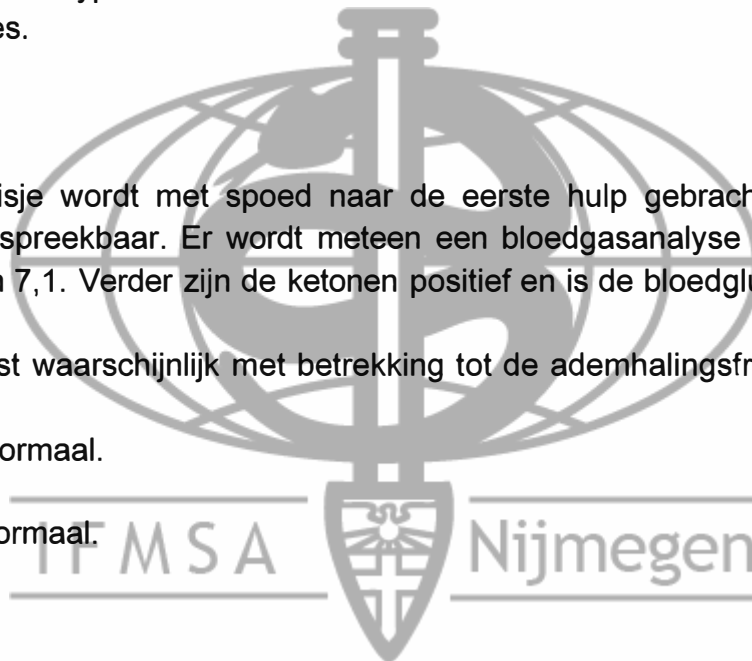 es.
isje wordt met spoed naar de eerste hulp gebrach
spreekbaar. Er wordt meteen een bloedgasanalyse
7,1. Verder zijn de ketonen positief en is de bloedglu
st waarschijnlijk met betrekking tot de ademhalingsfr
ormaal.
ormaal.
IFMSA Nijmegen